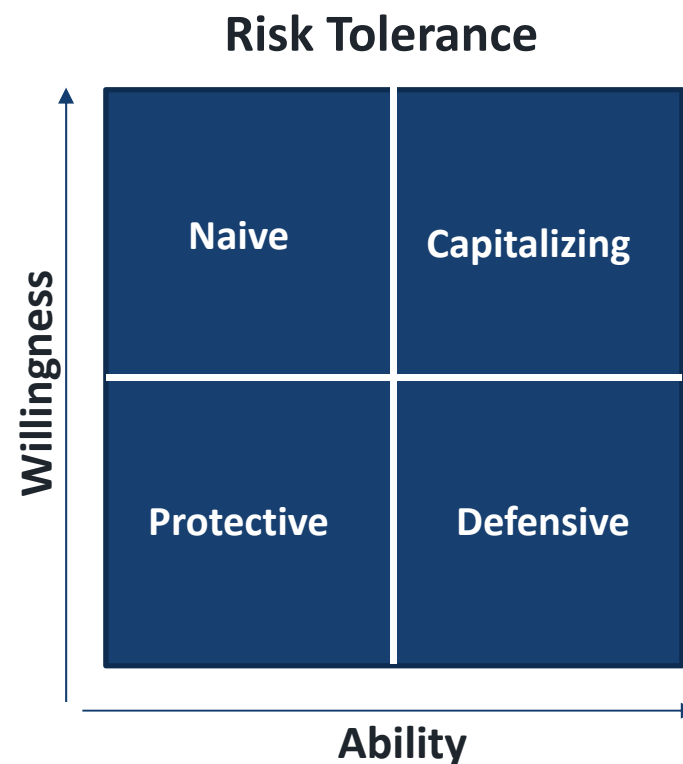 Risk Tolerance
Willingness
Naive
Capitalizing
Protective
Defensive
Ability